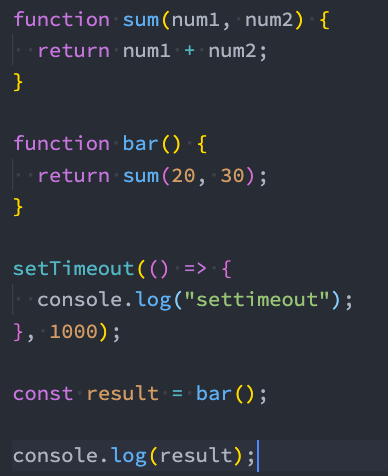 function sum(num1, num2) {
  return num1 + num2;
}

function bar() {
  return sum(20, 30);
}

setTimeout(() => {
  console.log("settimeout");
}, 1000);

const result = bar();

console.log(result);